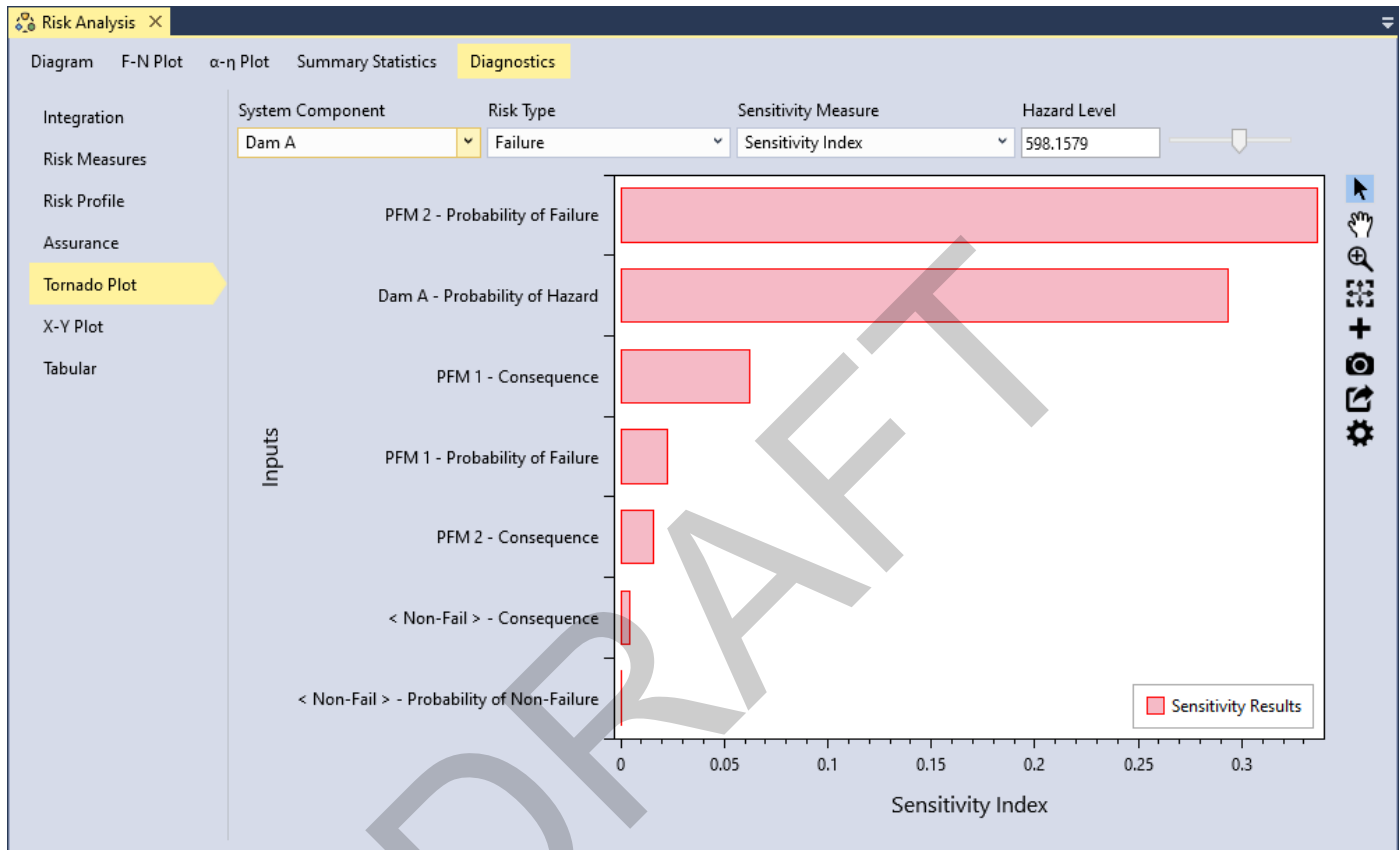 Risk Analysis
Diagram F-N Plot α-η Plot Summary Statistics Diagnostics
Integration
Risk Measures
Risk Profile
Assurance
Tornado Plot
X-Y Plot
Tabular
System Component Risk Type Sensitivity Measure Hazard Level
Dam A Failure Sensitivity Index 598.1579
Inputs
PFM 2 - Probability of Failure
Dam A - Probability of Hazard
PFM 1 - Consequence
PFM 1 - Probability of Failure
PFM 2 - Consequence
< Non-Fail > - Consequence
< Non-Fail > - Probability of Non-Failure
Sensitivity Results
0 0.05 0.1 0.15 0.2 0.25 0.3
Sensitivity Index
DRAFT